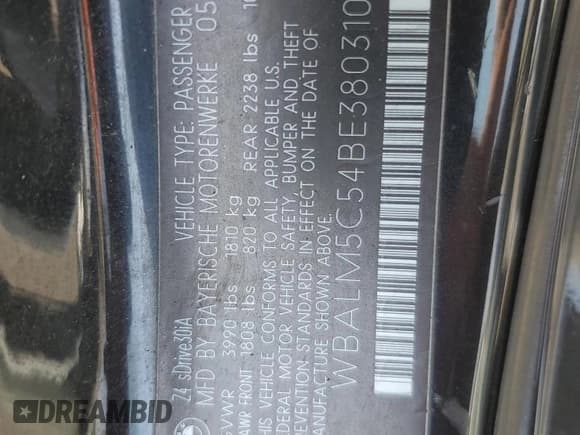 Z4 sDrive30iA VEHICLE TYPE: PASSENGER
MFD BY BAYERISCHE MOTORENWERKE 05
GVWR 3990 lbs 1810 kg
GAWR FRONT 1808 lbs 820 kg REAR 2238 lbs 10
THIS VEHICLE CONFORMS TO ALL APPLICABLE U.S.
FEDERAL MOTOR VEHICLE SAFETY, BUMPER AND THEFT
STANDARDS IN EFFECT ON THE DATE OF
MANUFACTURE SHOWN ABOVE.
WBALM5C54BE380310
DREAMBID